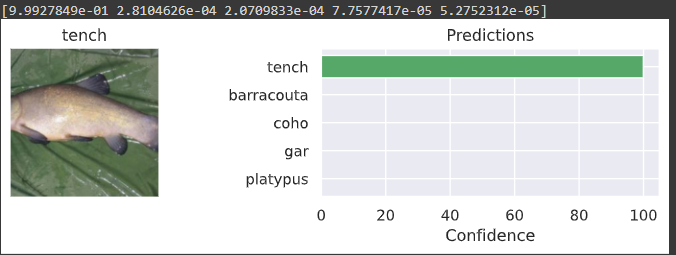 [9.9927849e-01 2.8104626e-04 2.0709833e-04 7.7577417e-05 5.2752312e-05]
tench
Predictions
tench
barracouta
coho
gar
platypus
0 20 40 60 80 100
Confidence